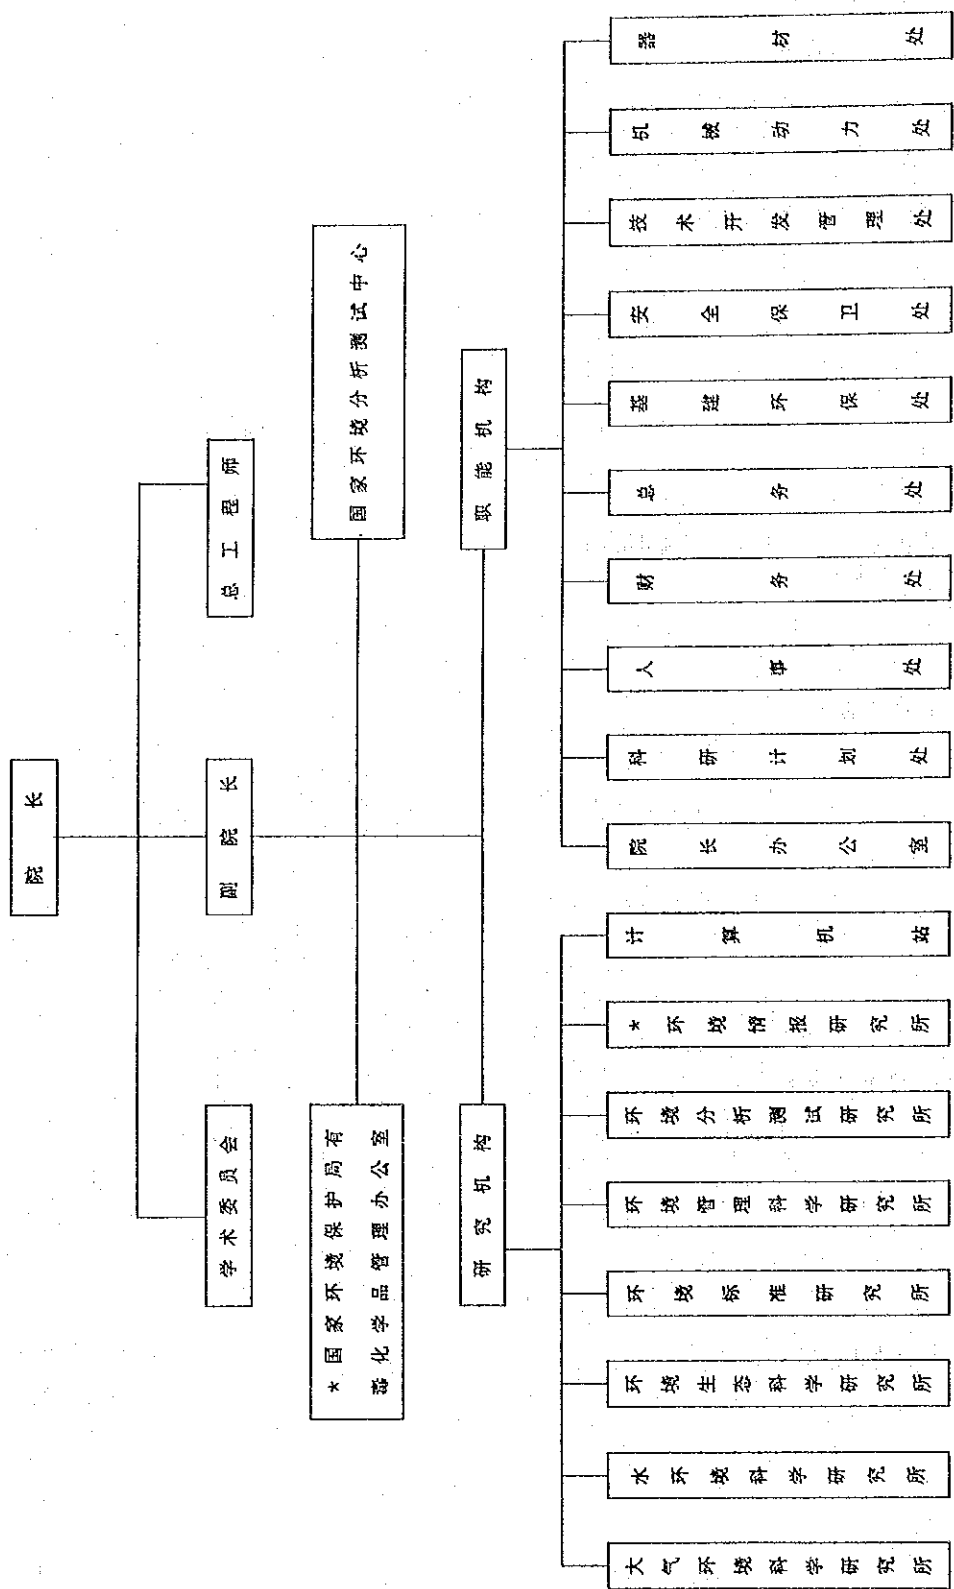 院长
学术委员会
副院长
总工程师
*国家环境保护局有
毒化学品管理办公室
国家环境分析测试中心
研究机构
职能机构
大气环境科学研究所
水环境科学研究所
环境生态科学研究所
环境标准研究所
环境管理科学研究所
环境分析测试研究所
*环境情报研究所
计算机站
院长办公室
科研计划处
人事处
财务处
总务处
基建环保处
安全保卫处
技术开发管理处
机械动力处
器材处